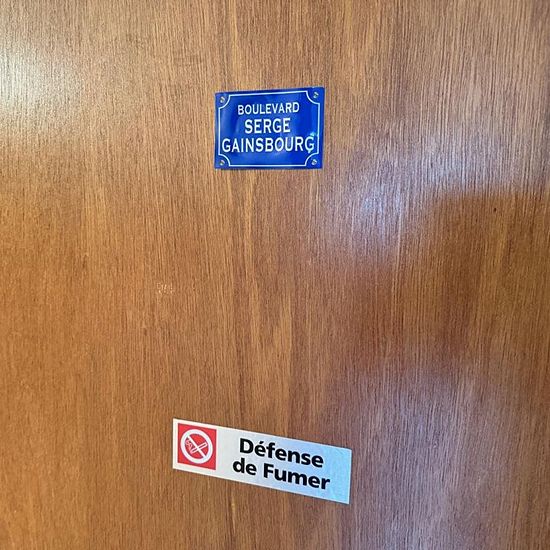 BOULEVARD
SERGE
GAINSBOURG
Défense
de Fumer